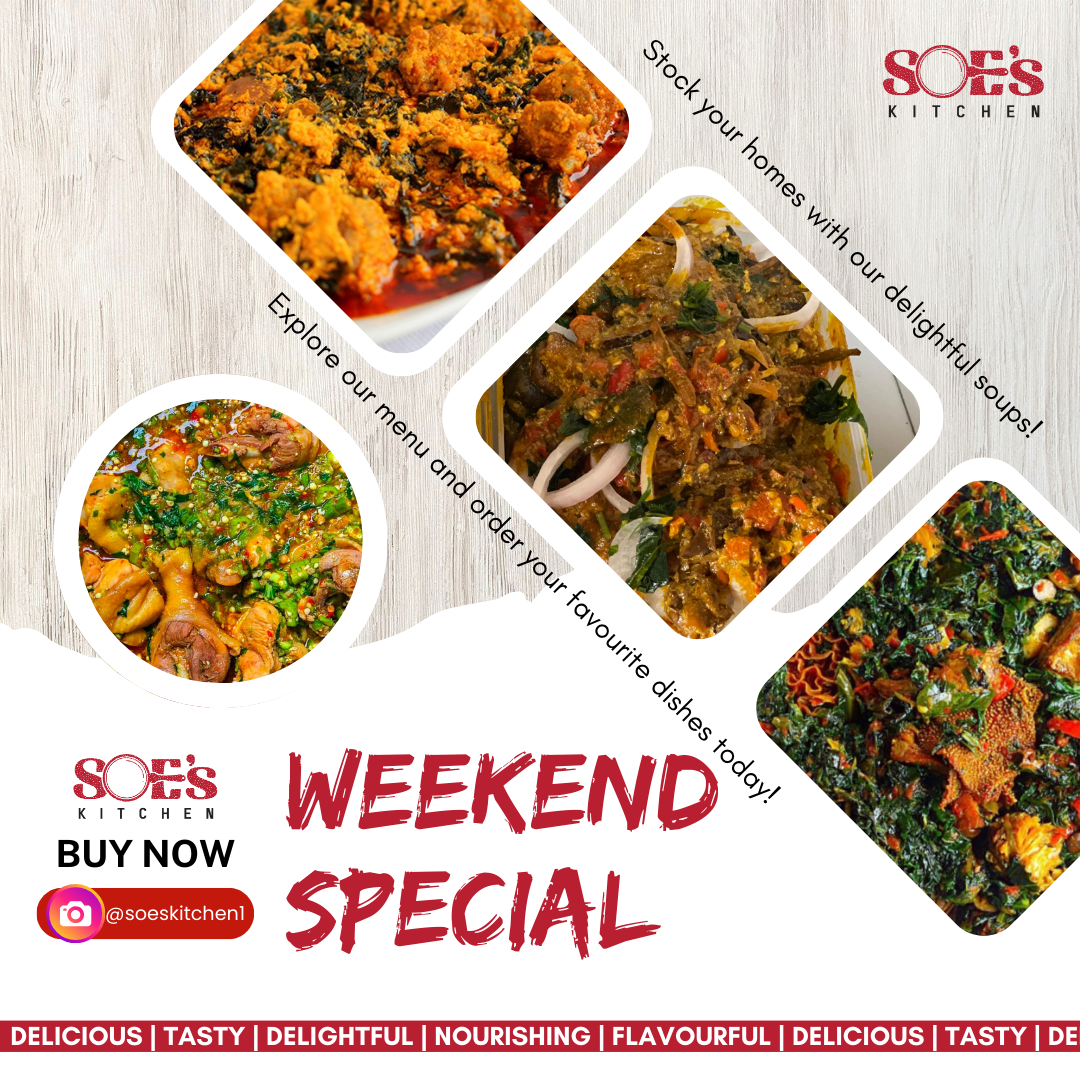 SOE'S
KITCHEN
Stock your homes with our delightful soups!
Explore our menu and order your favourite dishes today!
SOE'S
KITCHEN
BUY NOW
@soeskitchen1
WEEKEND
SPECIAL
DELICIOUS | TASTY | DELIGHTFUL | NOURISHING | FLAVOURFUL | DELICIOUS | TASTY | DE